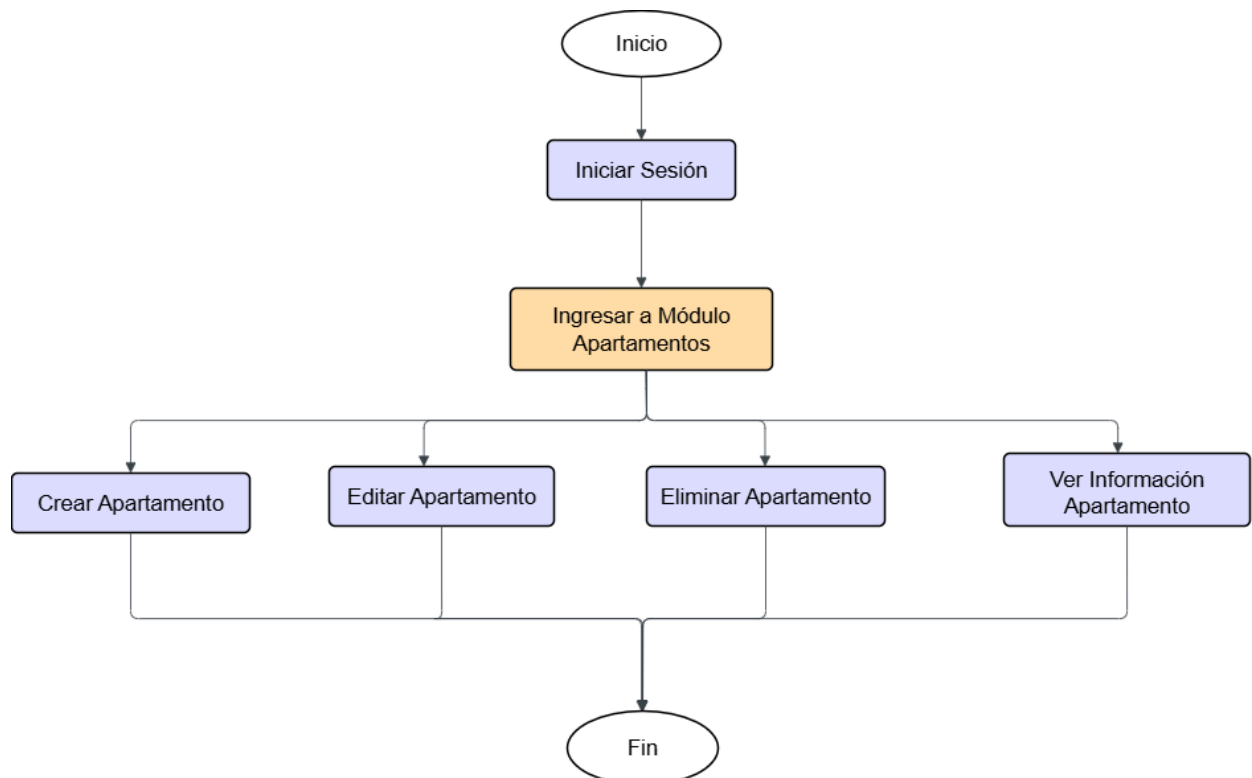 Inicio
Iniciar Sesión
Ingresar a Módulo
Apartamentos
Crear Apartamento
Editar Apartamento
Eliminar Apartamento
Ver Información
Apartamento
Fin